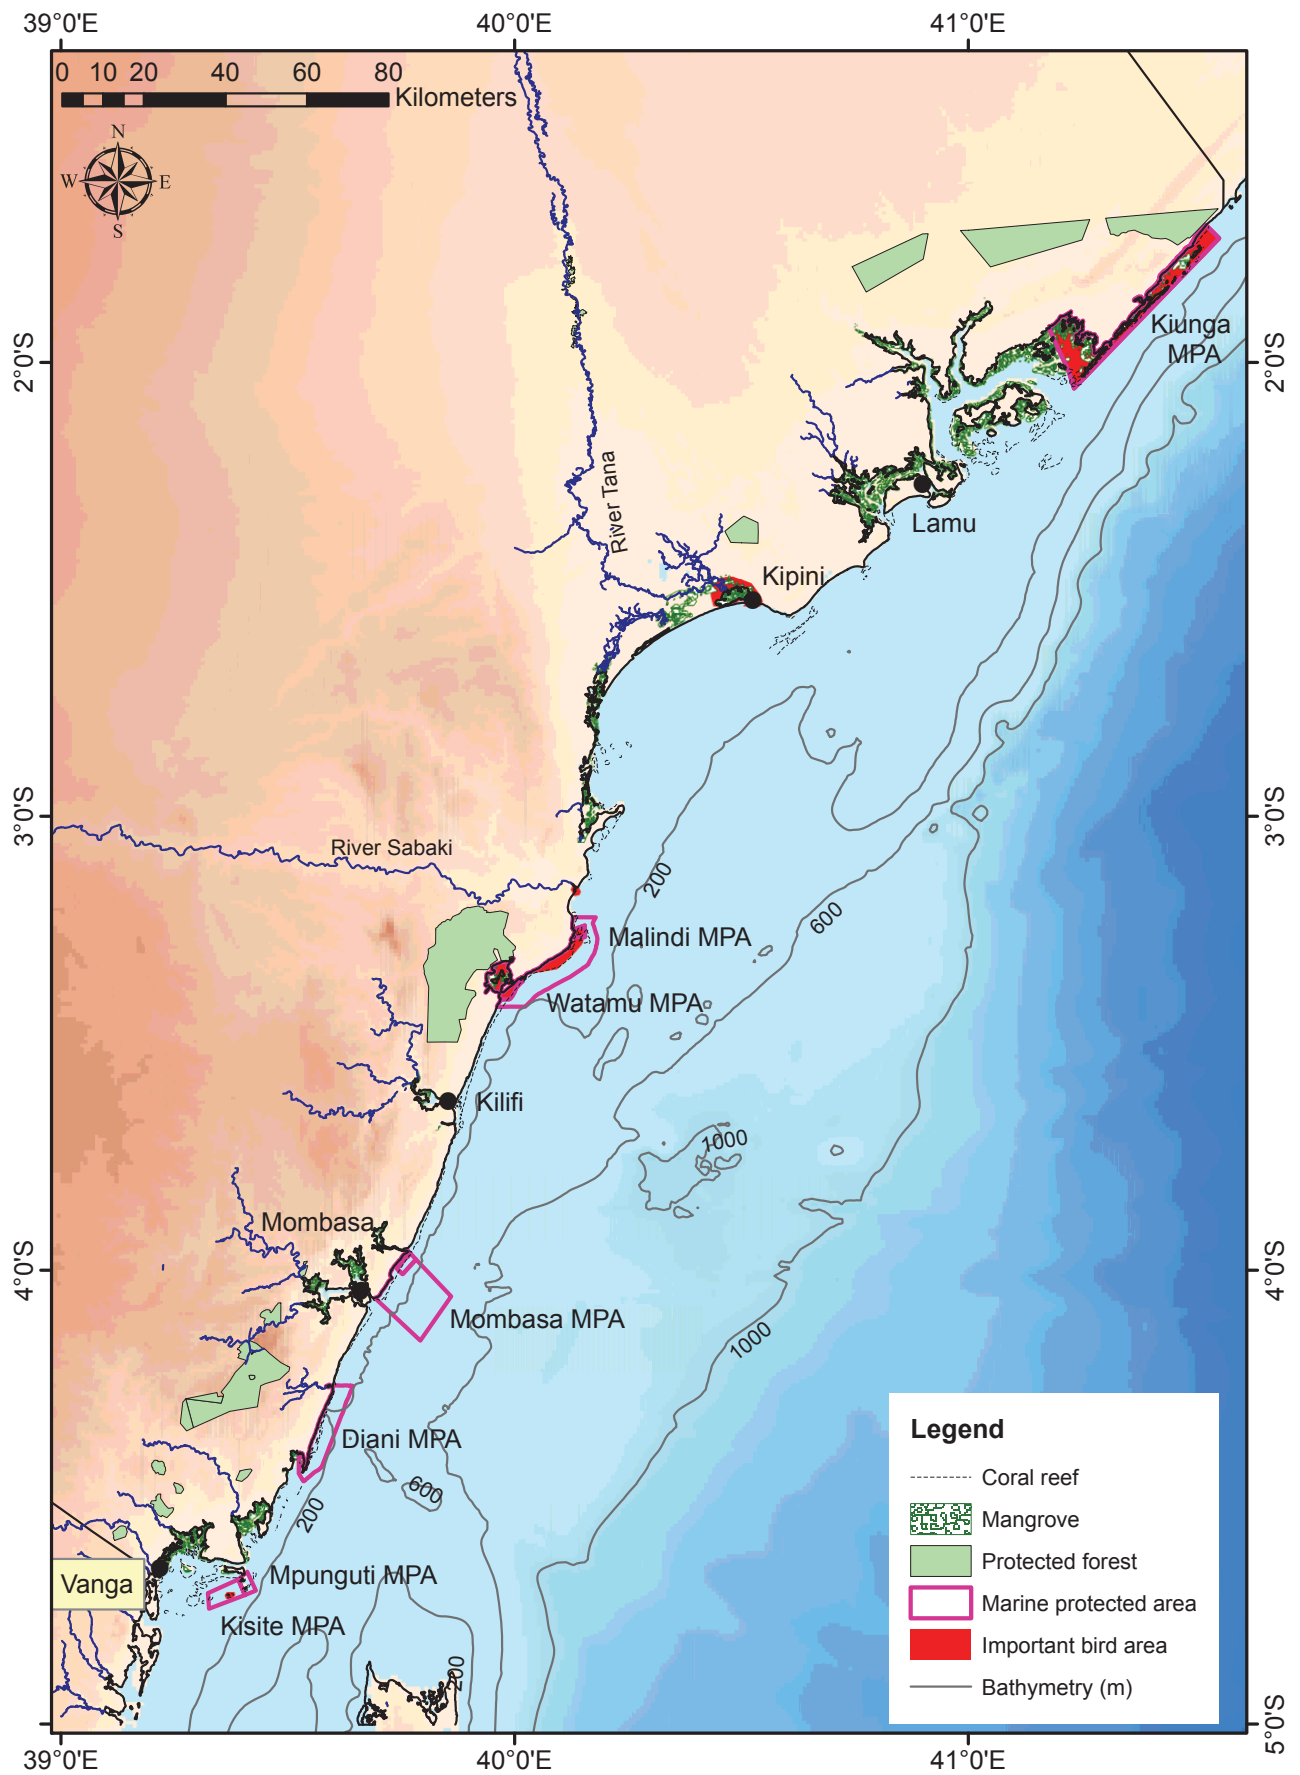 39°0'E
40°0'E
41°0'E
0 10 20 40 60 80
Kilometers
N
W
E
S
Kiunga
MPA
2°0'S
2°0'S
River Tana
Lamu
Kipini
3°0'S
3°0'S
River Sabaki
200
600
Malindi MPA
Watamu MPA
Kilifi
1000
Mombasa
4°0'S
4°0'S
Mombasa MPA
1000
Diani MPA
600
200
Vanga
Mpunguti MPA
Kisite MPA
200
Legend
Coral reef
Mangrove
Protected forest
Marine protected area
Important bird area
Bathymetry (m)
5°0'S
39°0'E
40°0'E
41°0'E